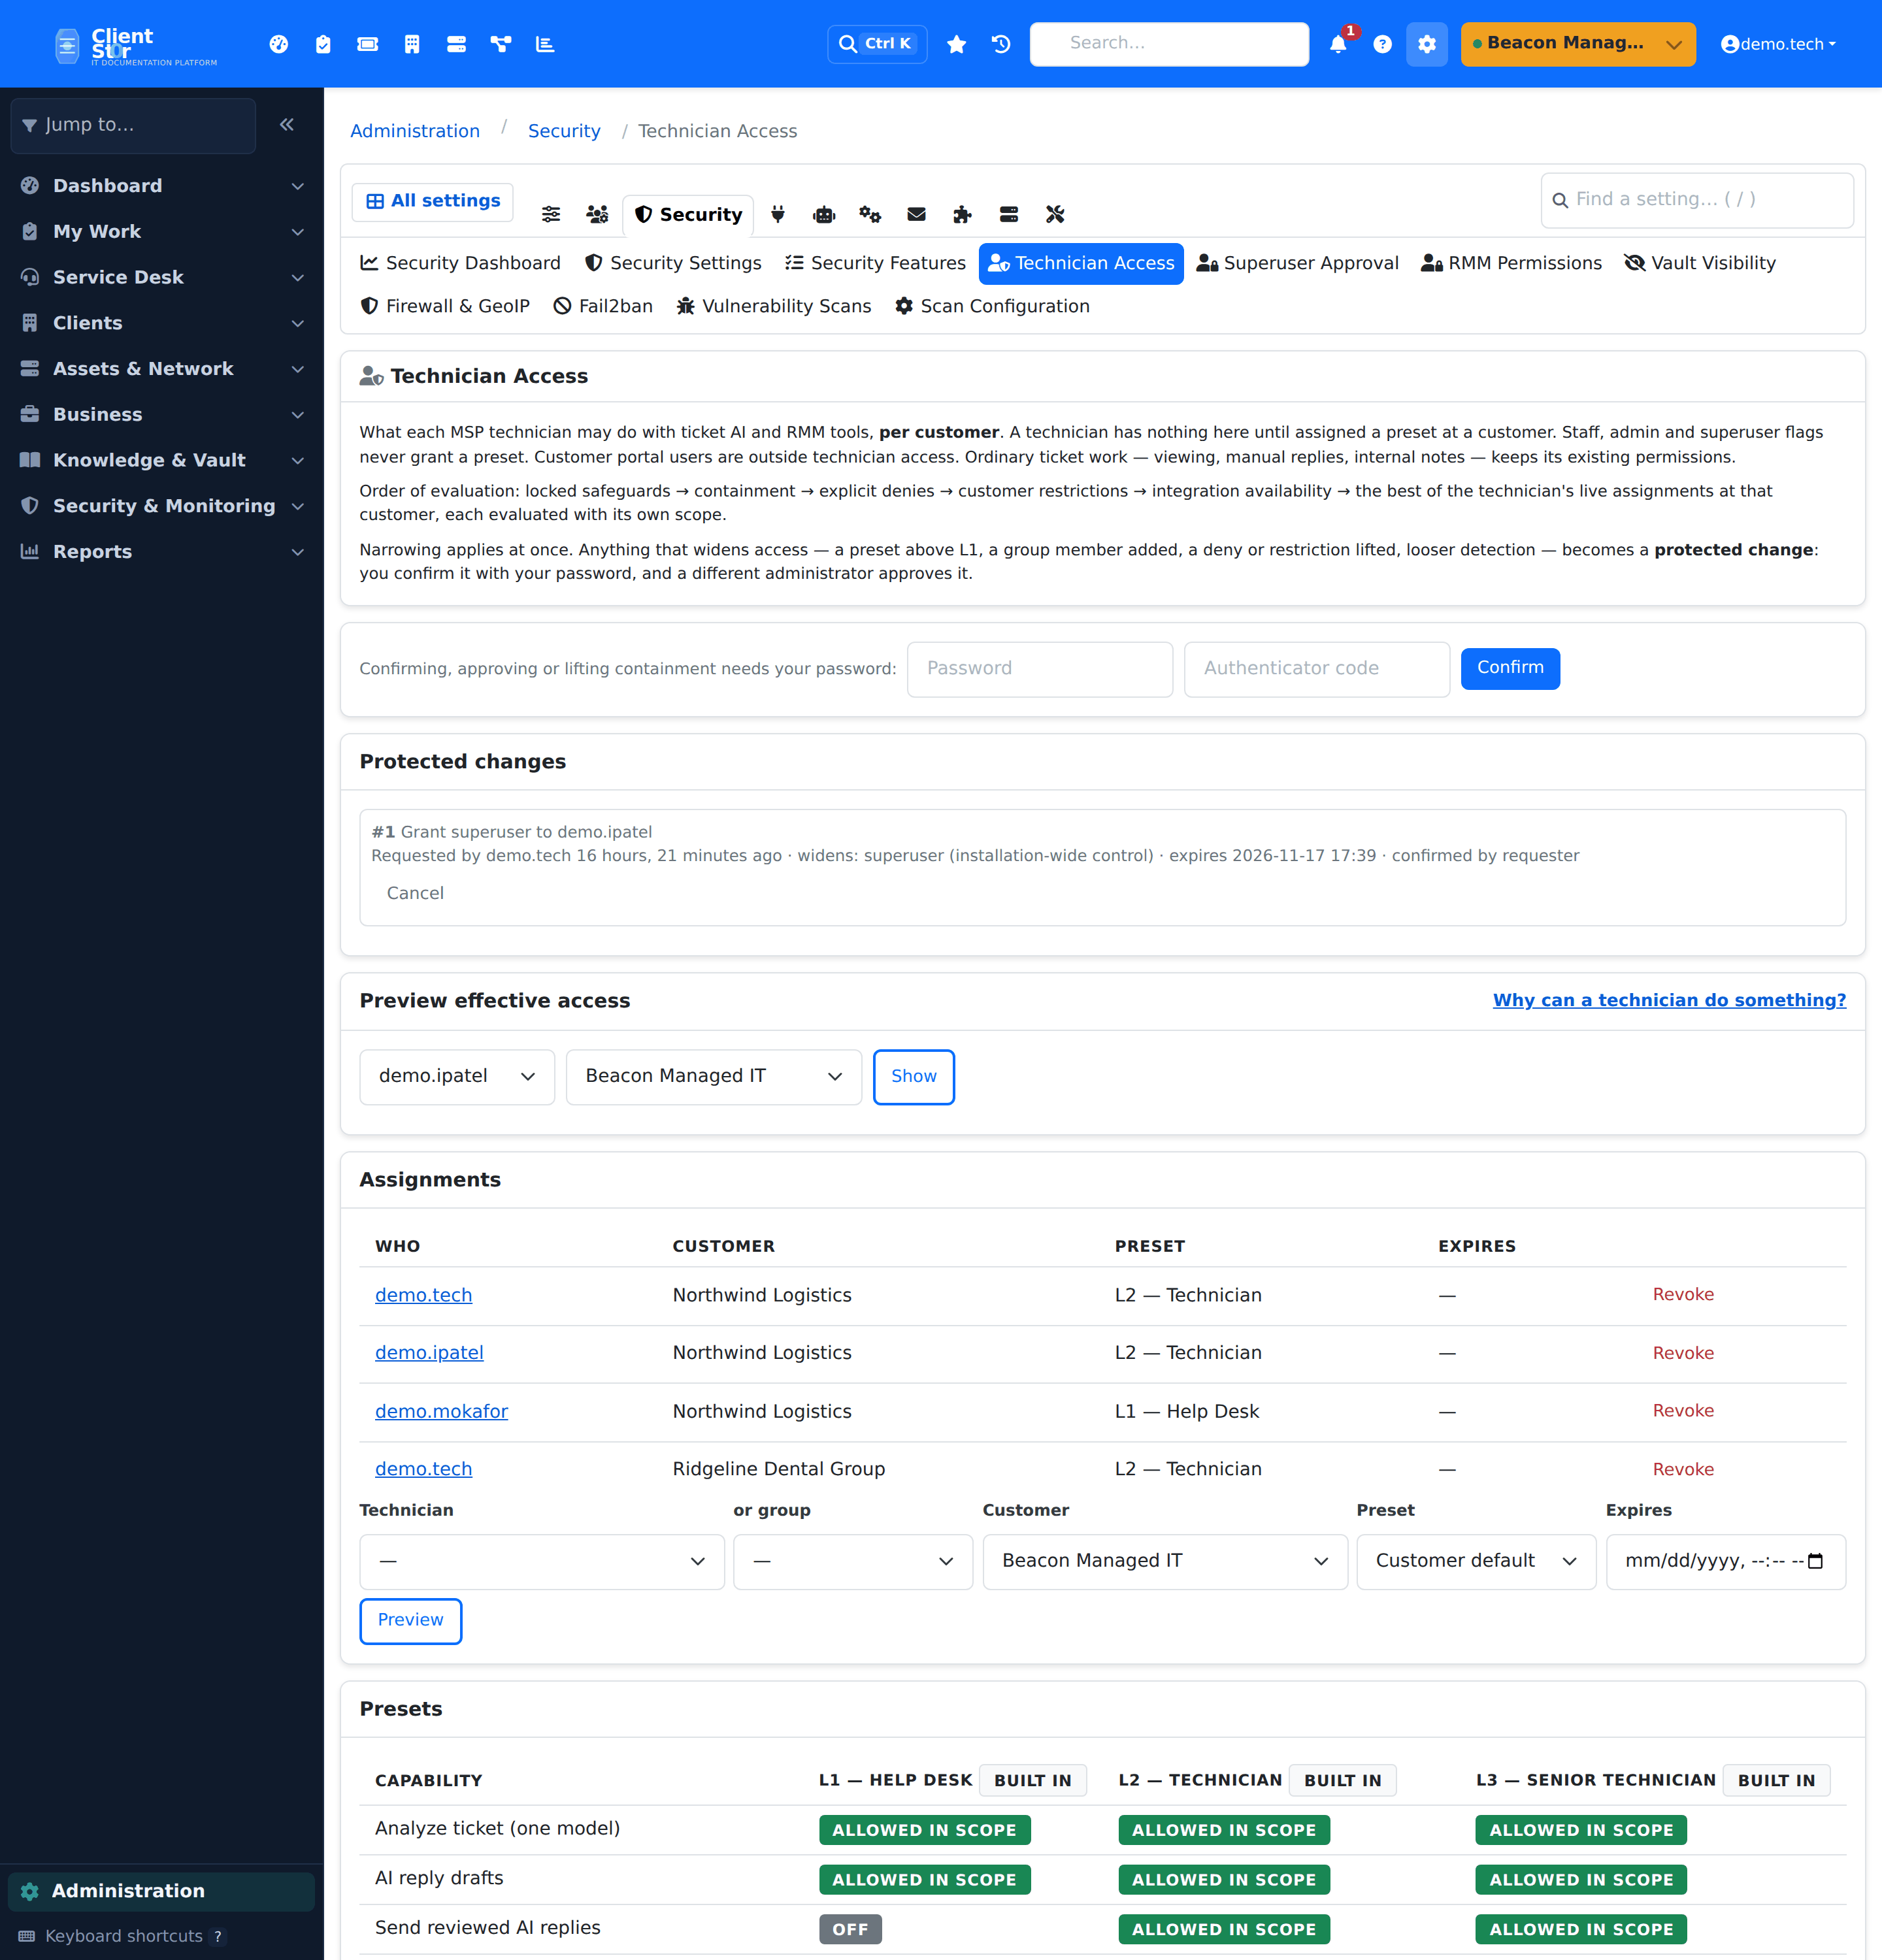 Client
St0r
IT DOCUMENTATION PLATFORM
Ctrl K
Search...
1
Beacon Manag...
demo.tech
Jump to...
Dashboard
My Work
Service Desk
Clients
Assets & Network
Business
Knowledge & Vault
Security & Monitoring
Reports
Administration
Keyboard shortcuts ?
Administration / Security / Technician Access
All settings
Security
Find a setting... ( / )
Security Dashboard
Security Settings
Security Features
Technician Access
Superuser Approval
RMM Permissions
Vault Visibility
Firewall & GeoIP
Fail2ban
Vulnerability Scans
Scan Configuration
Technician Access
What each MSP technician may do with ticket AI and RMM tools, per customer. A technician has nothing here until assigned a preset at a customer. Staff, admin and superuser flags
never grant a preset. Customer portal users are outside technician access. Ordinary ticket work — viewing, manual replies, internal notes — keeps its existing permissions.
Order of evaluation: locked safeguards → containment → explicit denies → customer restrictions → integration availability → the best of the technician's live assignments at that
customer, each evaluated with its own scope.
Narrowing applies at once. Anything that widens access — a preset above L1, a group member added, a deny or restriction lifted, looser detection — becomes a protected change:
you confirm it with your password, and a different administrator approves it.
Confirming, approving or lifting containment needs your password:
Password
Authenticator code
Confirm
Protected changes
#1 Grant superuser to demo.ipatel
Requested by demo.tech 16 hours, 21 minutes ago · widens: superuser (installation-wide control) · expires 2026-11-17 17:39 · confirmed by requester
Cancel
Preview effective access
Why can a technician do something?
demo.ipatel
Beacon Managed IT
Show
Assignments
WHO CUSTOMER PRESET EXPIRES
demo.tech Northwind Logistics L2 — Technician — Revoke
demo.ipatel Northwind Logistics L2 — Technician — Revoke
demo.mokafor Northwind Logistics L1 — Help Desk — Revoke
demo.tech Ridgeline Dental Group L2 — Technician — Revoke
Technician or group Customer Preset Expires
— — Beacon Managed IT Customer default mm/dd/yyyy, --:-- --
Preview
Presets
CAPABILITY L1 — HELP DESK BUILT IN L2 — TECHNICIAN BUILT IN L3 — SENIOR TECHNICIAN BUILT IN
Analyze ticket (one model) ALLOWED IN SCOPE ALLOWED IN SCOPE ALLOWED IN SCOPE
AI reply drafts ALLOWED IN SCOPE ALLOWED IN SCOPE ALLOWED IN SCOPE
Send reviewed AI replies OFF ALLOWED IN SCOPE ALLOWED IN SCOPE